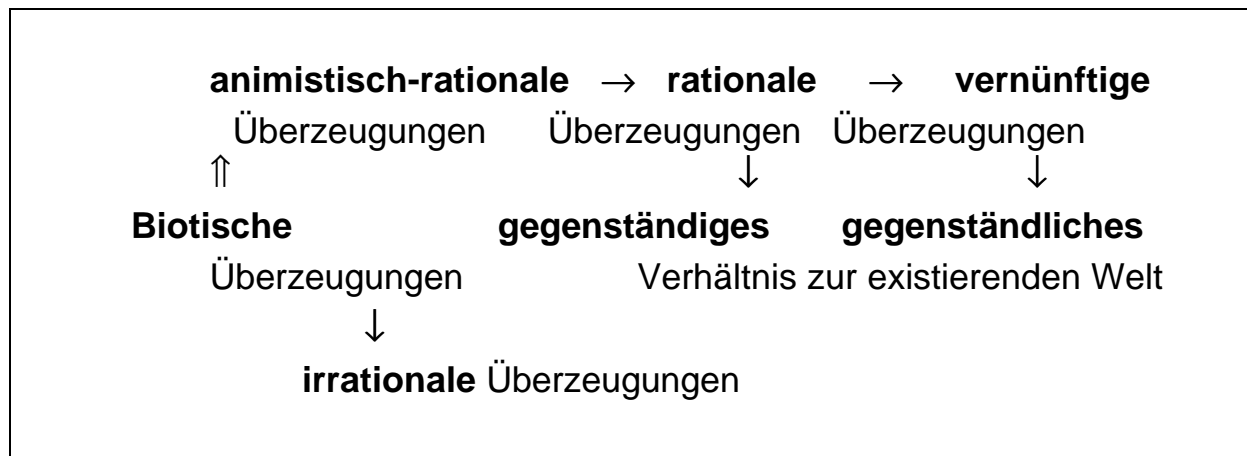 animistisch-rationale → rationale → vernünftige
Überzeugungen Überzeugungen Überzeugungen
⇑ ↓ ↓
Biotische gegenständiges gegenständliches
Überzeugungen Verhältnis zur existierenden Welt
↓
irrationale Überzeugungen